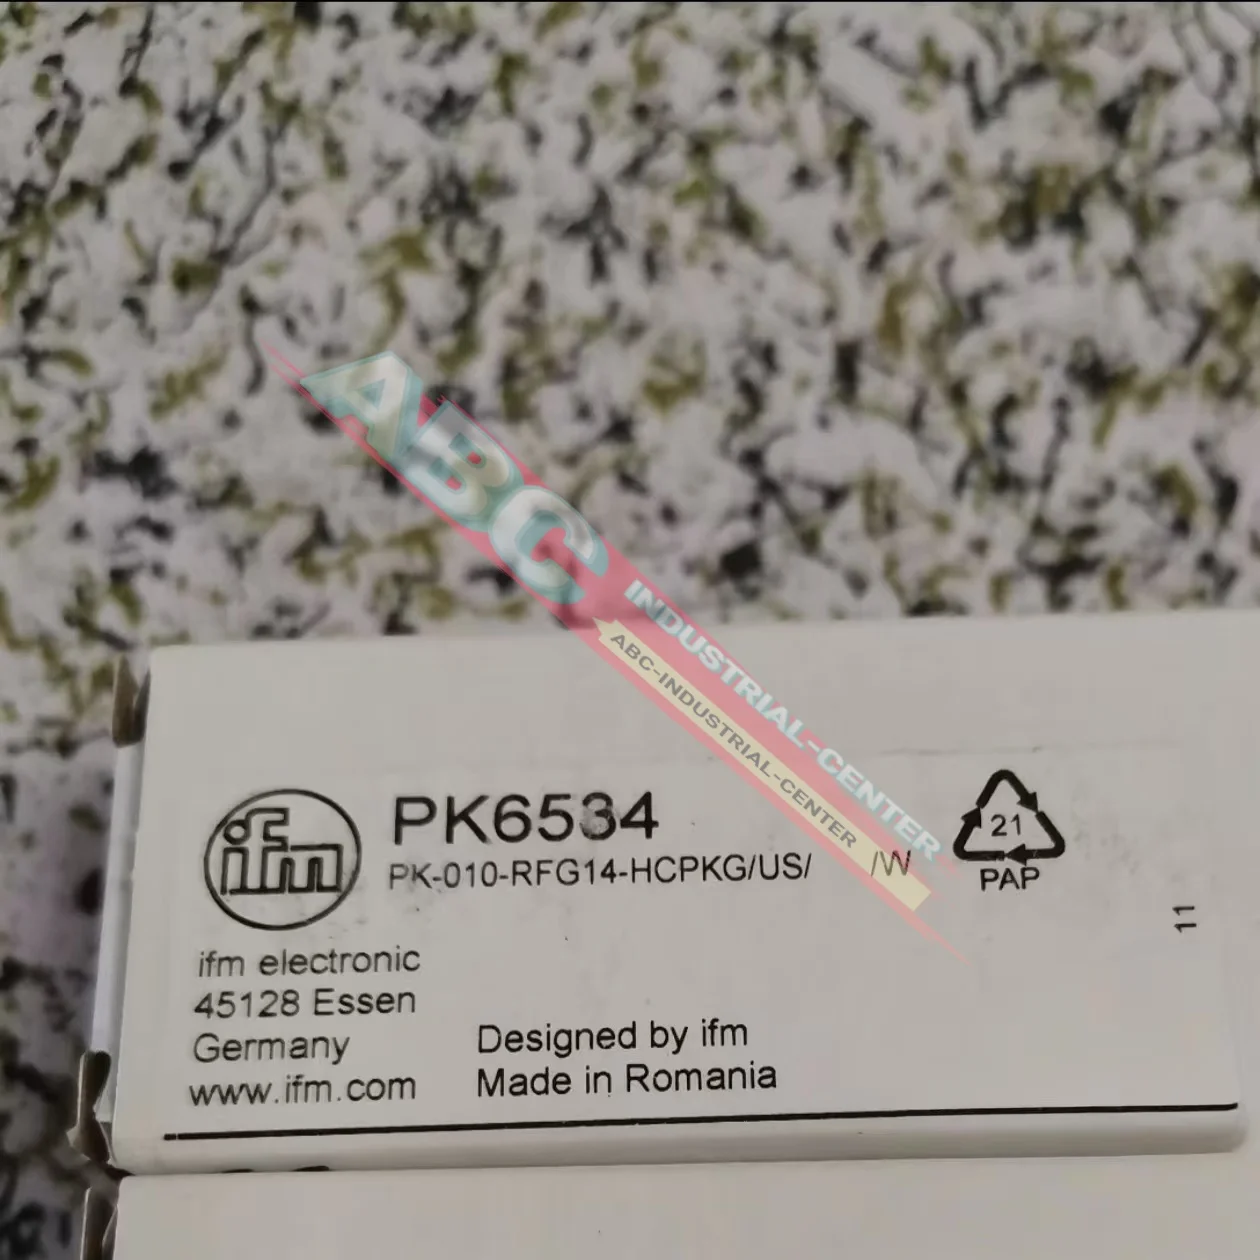 ABC
INDUSTRIAL-CENTER
ABC-INDUSTRIAL-CENTER
ifm
PK6534
PK-010-RFG14-HCPKG/US/ /W
21
PAP
11
ifm electronic
45128 Essen
Germany
www.ifm.com
Designed by ifm
Made in Romania